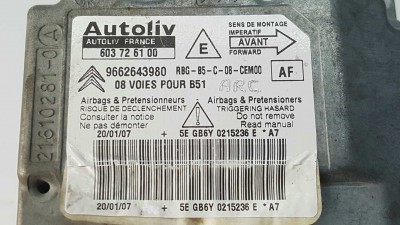 Autoliv
AUTOLIV FRANCE
603 72 61 00
E
SENS DE MONTAGE
IMPERATIF
AVANT
FORWARD
9662643980 RBG-B5-C-08-CEM00
08 VOIES POUR B51
AF
ARC
Airbags & Pretensionneurs
RISQUE DE DECLENCHEMENT
Consulter la notice
Ne pas démonter
Airbags & Pretensioners
TRIGGERING HAZARD
Do not remove
Read manual
20/01/07 + 5E GB6Y 0215236 E * A7
20/01/07 + 5E GB6Y 0215236 E * A7
21610281-0 A